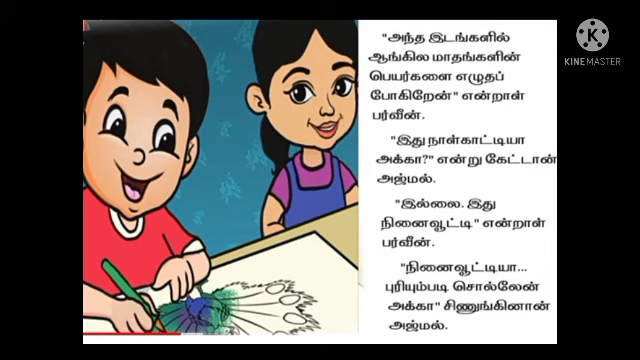 "அந்த இடங்களில்
ஆங்கில மாதங்களின்
பெயர்களை எழுதப்
போகிறேன்" என்றாள்
பர்வீன்.
"இது நாள்காட்டியா
அக்கா?" என்று கேட்டான்
அஜ்மல்.
"இல்லை. இது
நினைவூட்டி" என்றாள்
பர்வீன்.
"நினைவூட்டியா...
புரியும்படி சொல்லேன்
அக்கா" சிணுங்கினான்
அஜ்மல்.
KINEMASTER